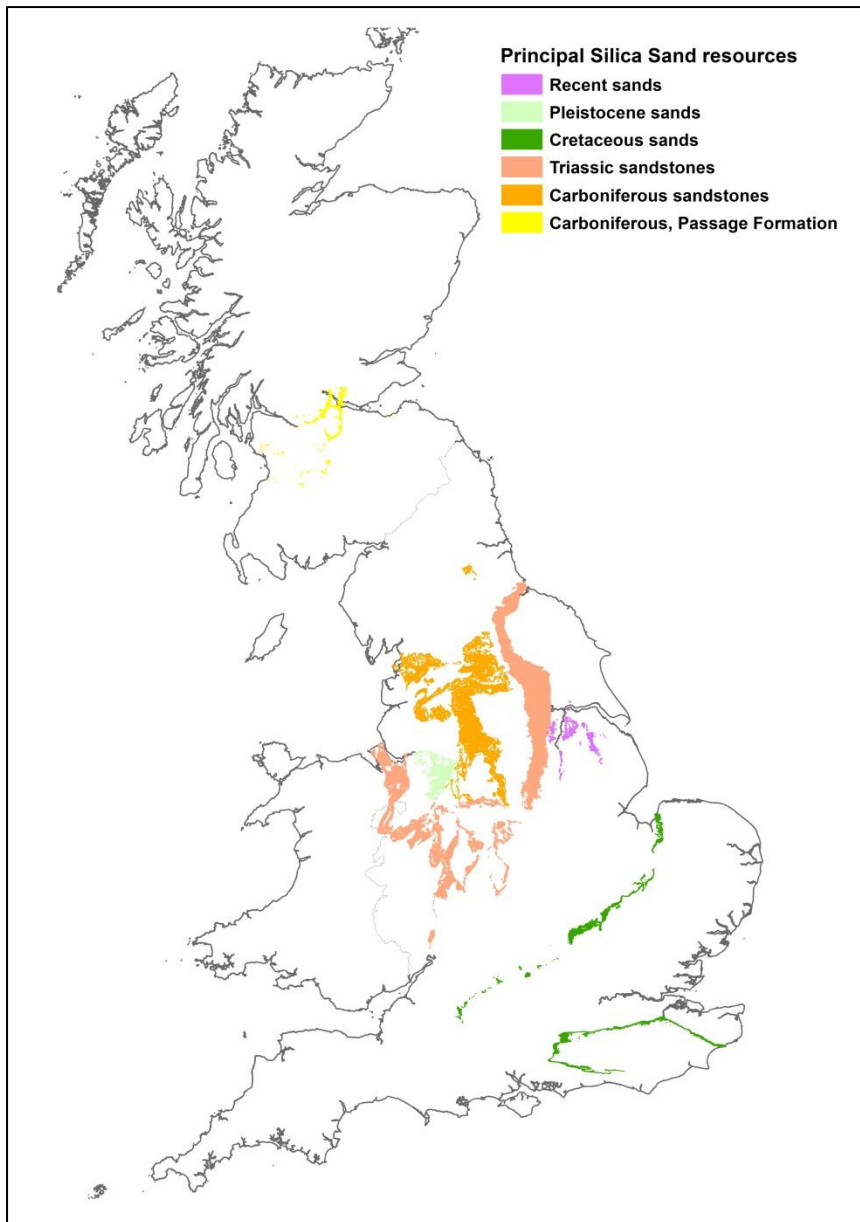 Principal Silica Sand resources
Recent sands
Pleistocene sands
Cretaceous sands
Triassic sandstones
Carboniferous sandstones
Carboniferous, Passage Formation